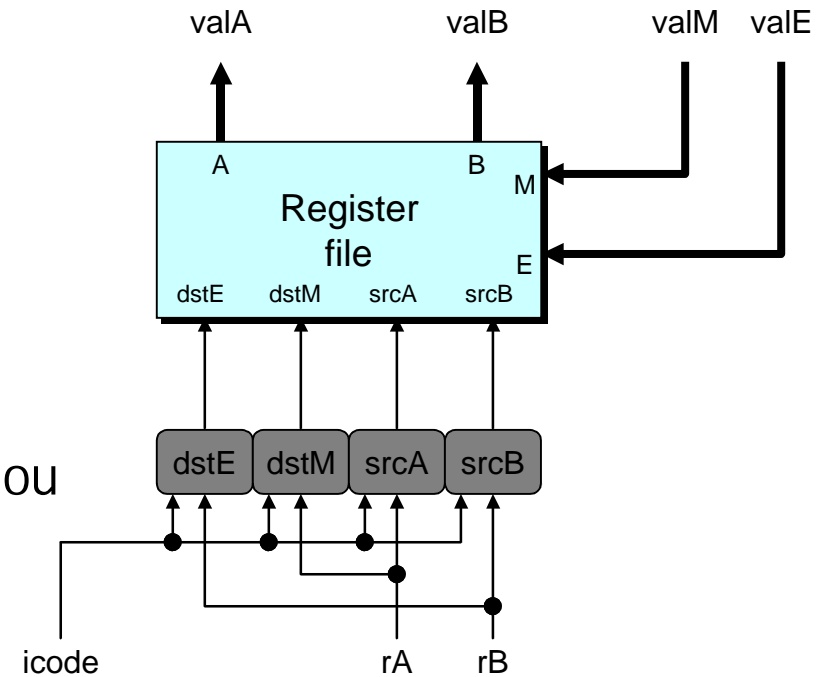 valA valB valM valE
A B
M
Register
file
E
dstE dstM srcA srcB
dstE dstM srcA srcB
ou
icode rA rB